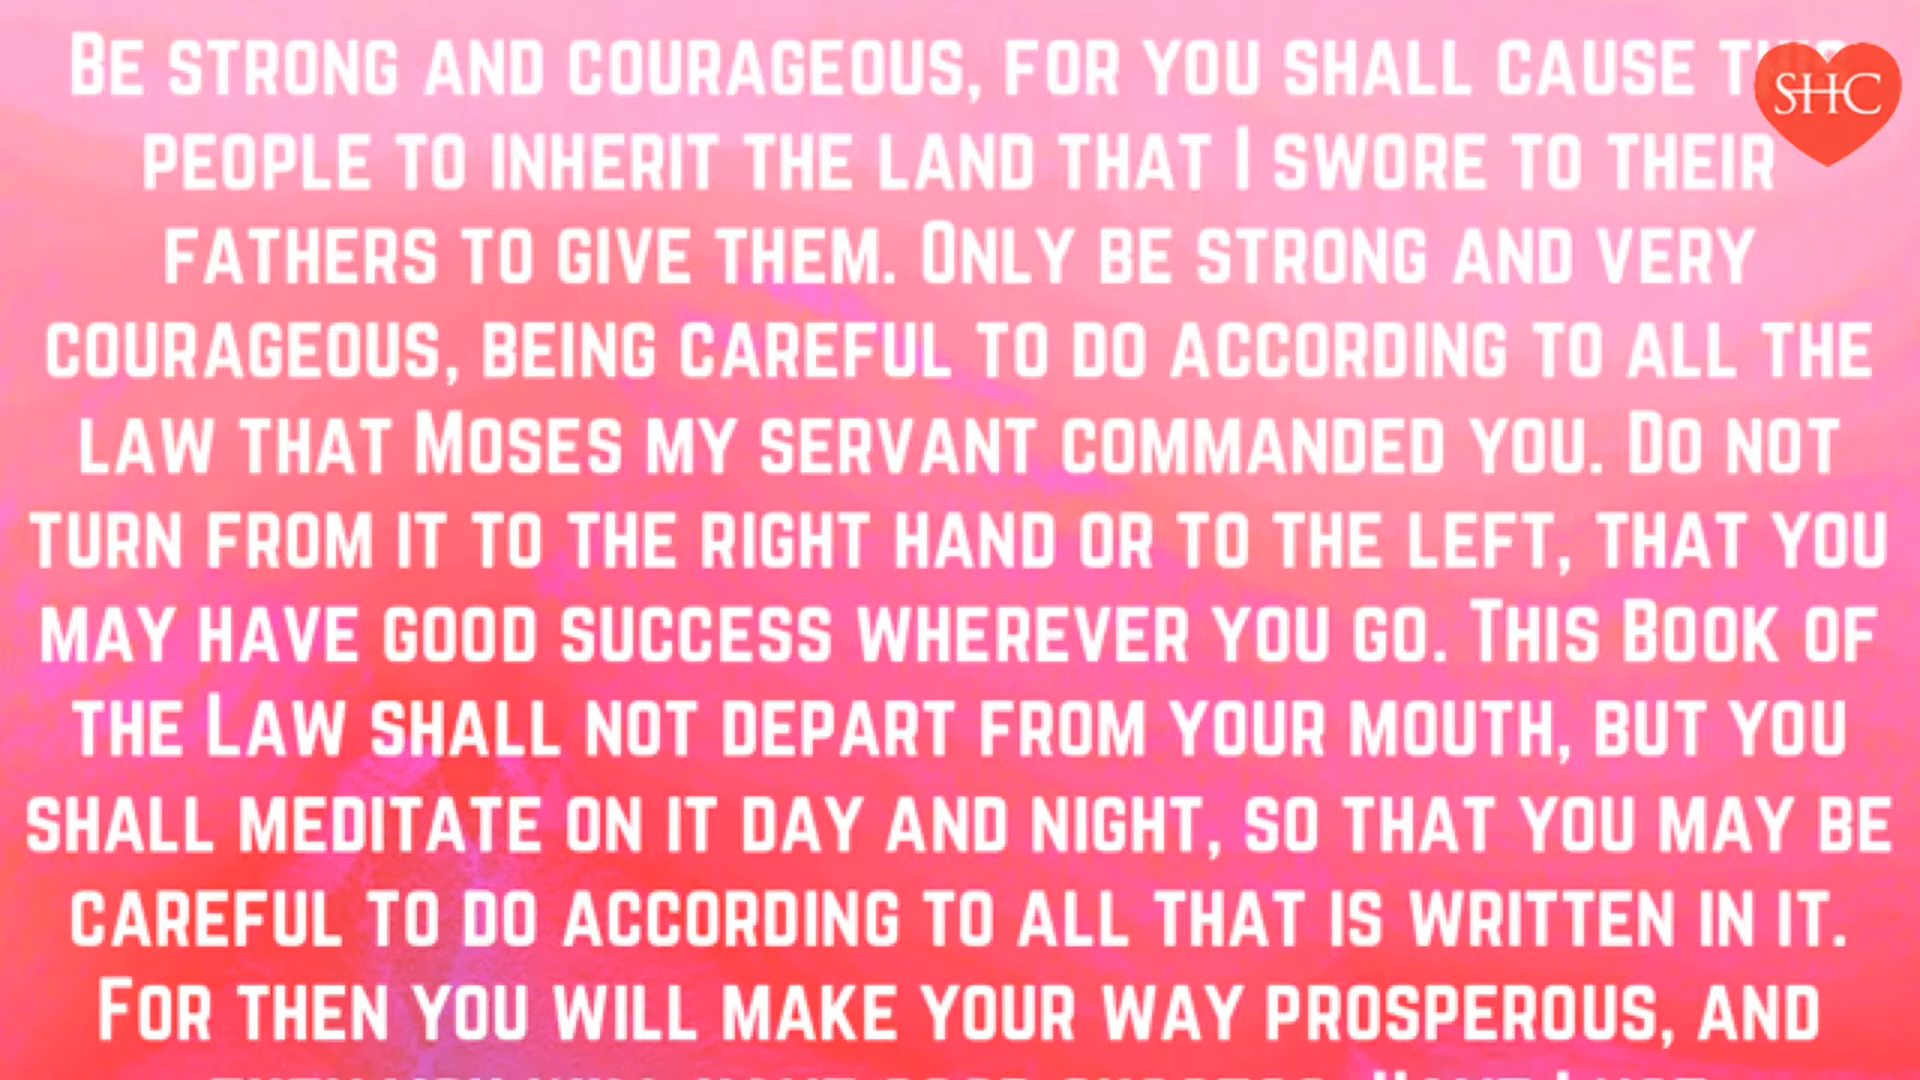 Be strong and courageous, for you shall cause
SHC
people to inherit the land that I swore to their
fathers to give them. Only be strong and very
courageous, being careful to do according to all the
law that Moses my servant commanded you. Do not
turn from it to the right hand or to the left, that you
may have good success wherever you go. This Book of
the Law shall not depart from your mouth, but you
shall meditate on it day and night, so that you may be
careful to do according to all that is written in it.
For then you will make your way prosperous, and